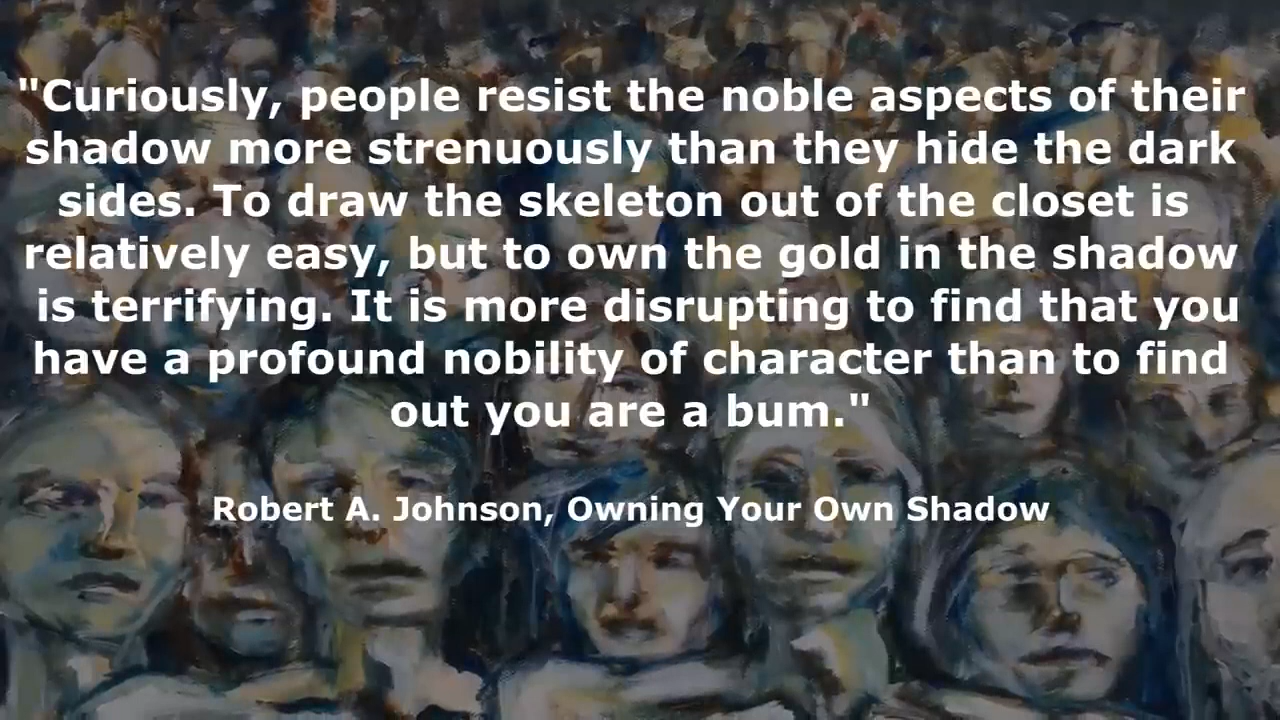 "Curiously, people resist the noble aspects of their
shadow more strenuously than they hide the dark
sides. To draw the skeleton out of the closet is
relatively easy, but to own the gold in the shadow
is terrifying. It is more disrupting to find that you
have a profound nobility of character than to find
out you are a bum."
Robert A. Johnson, Owning Your Own Shadow